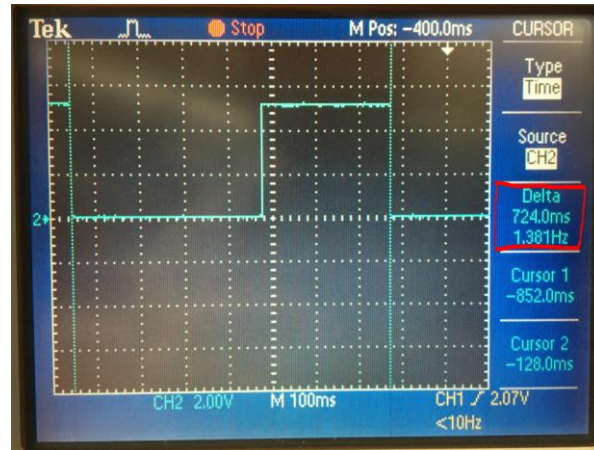 Tek Stop M Pos: -400.0ms CURSOR
Type
Time
Source
CH2
Delta
724.0ms
1.381Hz
Cursor 1
-852.0ms
Cursor 2
-128.0ms
2
CH2 2.00V M 100ms CH1 2.07V
<10Hz